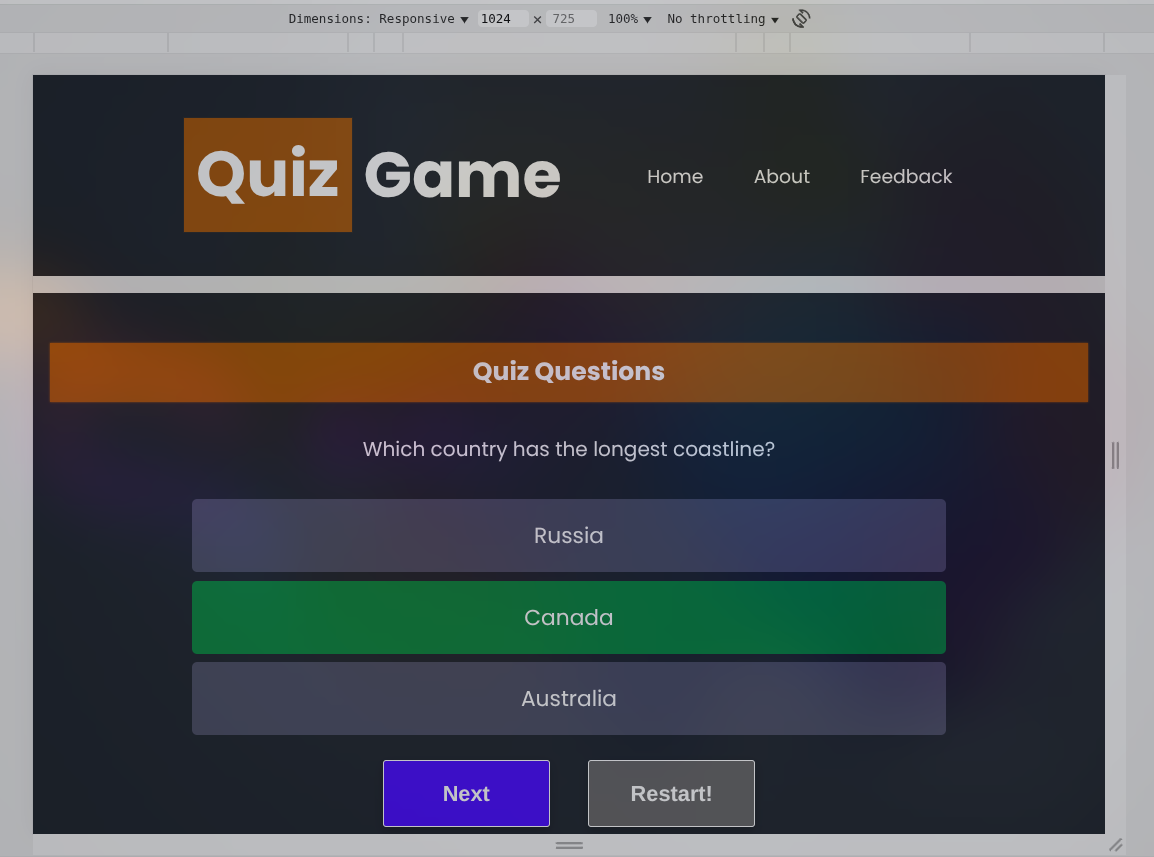 Dimensions: Responsive ▼ 1024 × 725 100% ▼ No throttling ▼
Quiz Game Home About Feedback
Quiz Questions
Which country has the longest coastline?
Russia
Canada
Australia
Next Restart!